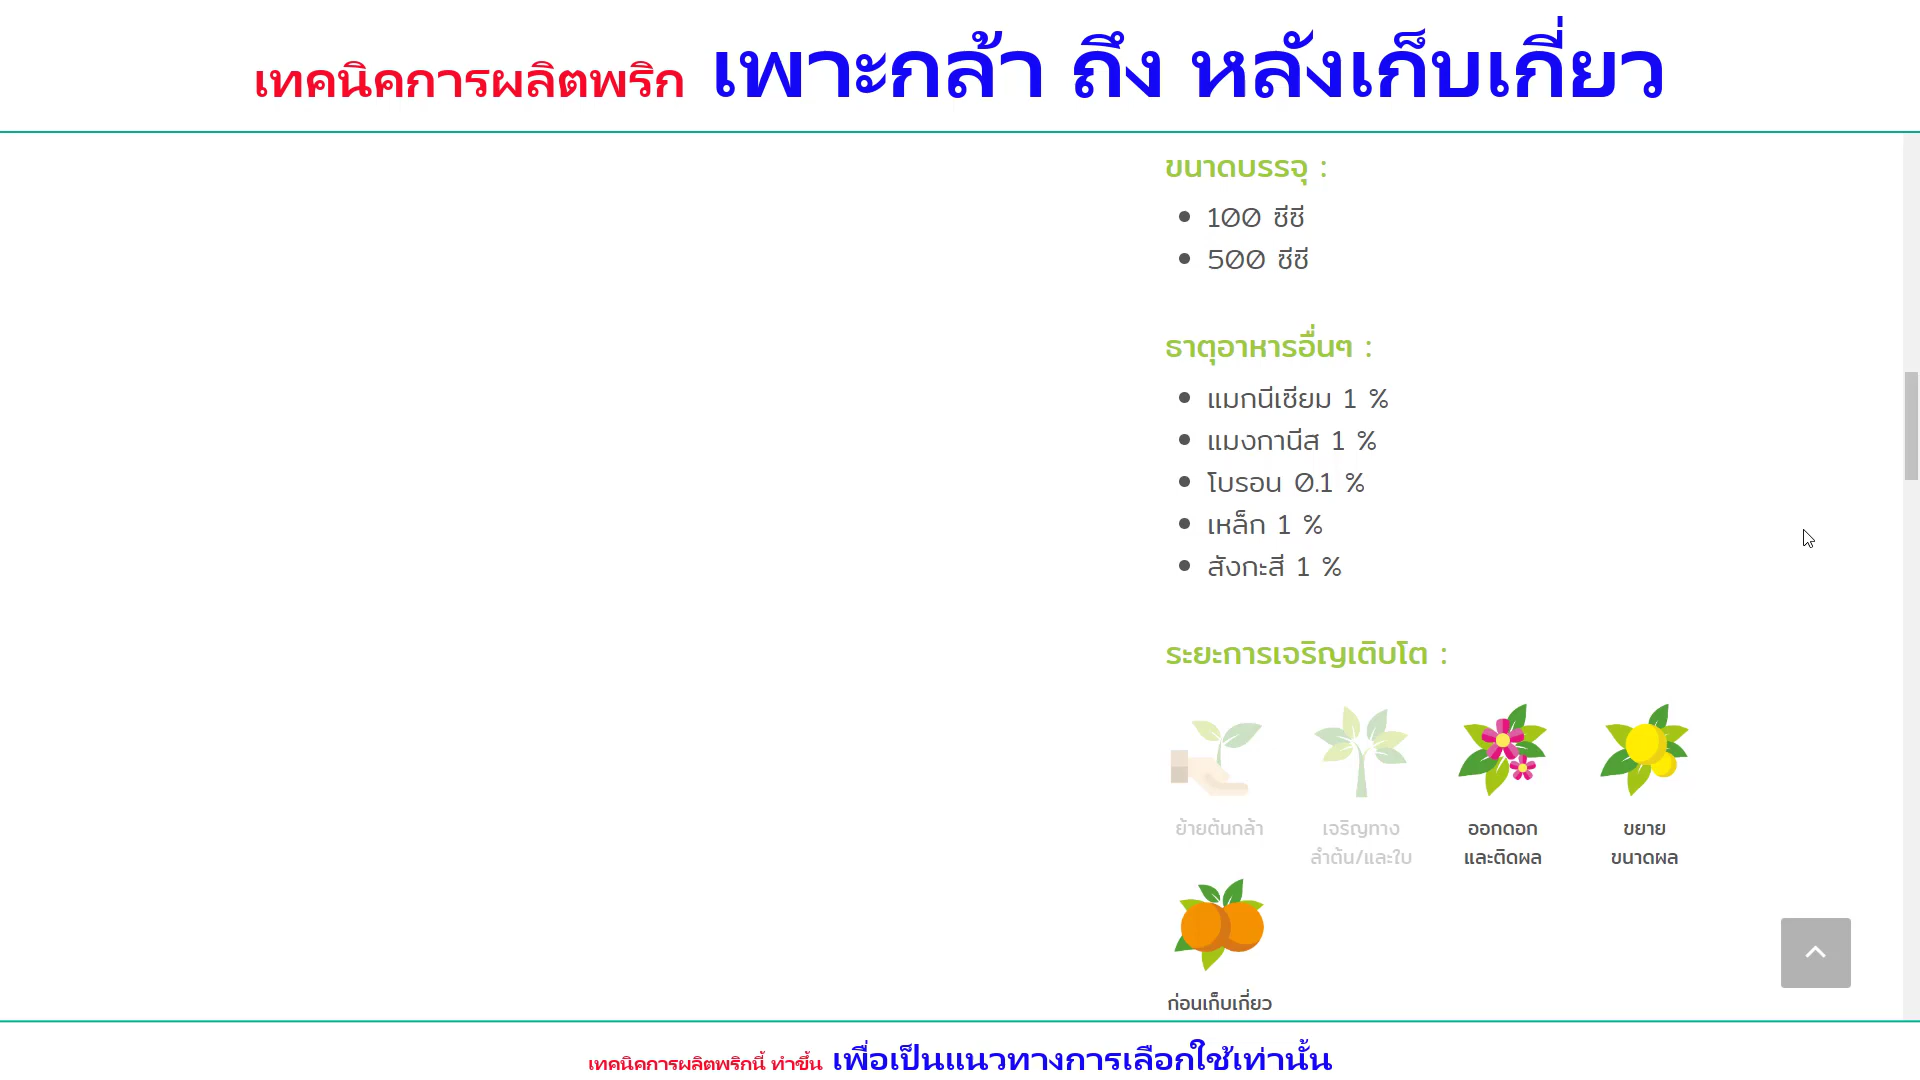 เทคนิคการผลิตพริก เพาะกล้า ถึง หลังเก็บเกี่ยว
ขนาดบรรจุ :
100 ซีซี
500 ซีซี
ธาตุอาหารอื่นๆ :
แมกนีเซียม 1 %
แมงกานีส 1 %
โบรอน 0.1 %
เหล็ก 1 %
สังกะสี 1 %
ระยะการเจริญเติบโต :
ย้ายต้นกล้า
เจริญทาง
ลำต้น/และใบ
ออกดอก
และติดผล
ขยาย
ขนาดผล
ก่อนเก็บเกี่ยว
เทคนิคการผลิตพริกนี้ ทำขึ้น เพื่อเป็นแนวทางการเลือกใช้เท่านั้น